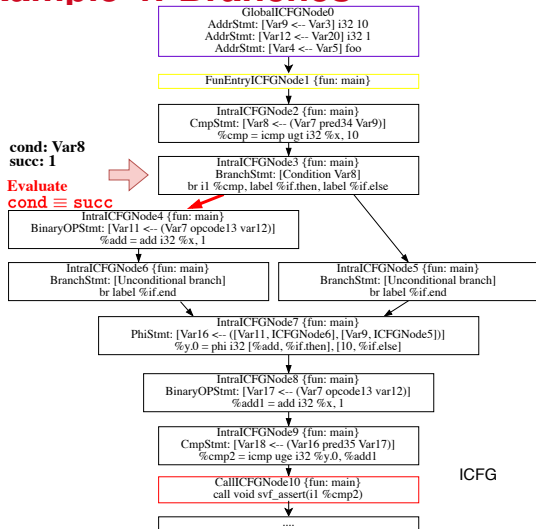 GlobalICFGNode0
AddrStmt: [Var9 <-- Var3] i32 10
AddrStmt: [Var12 <-- Var20] i32 1
AddrStmt: [Var4 <-- Var5] foo
FunEntryICFGNode1 {fun: main}
IntraICFGNode2 {fun: main}
CmpStmt: [Var8 <-- (Var7 pred34 Var9)]
%cmp = icmp ugt i32 %x, 10
cond: Var8
succ: 1
Evaluate
cond ≡ succ
IntraICFGNode3 {fun: main}
BranchStmt: [Condition Var8]
br i1 %cmp, label %if.then, label %if.else
IntraICFGNode4 {fun: main}
BinaryOPStmt: [Var11 <-- (Var7 opcode13 var12)]
%add = add i32 %x, 1
IntraICFGNode6 {fun: main}
BranchStmt: [Unconditional branch]
br label %if.end
IntraICFGNode5 {fun: main}
BranchStmt: [Unconditional branch]
br label %if.end
IntraICFGNode7 {fun: main}
PhiStmt: [Var16 <-- ([Var11, ICFGNode6], [Var9, ICFGNode5])]
%y.0 = phi i32 [%add, %if.then], [10, %if.else]
IntraICFGNode8 {fun: main}
BinaryOPStmt: [Var17 <-- (Var7 opcode13 var12)]
%add1 = add i32 %x, 1
IntraICFGNode9 {fun: main}
CmpStmt: [Var18 <-- (Var16 pred35 Var17)]
%cmp2 = icmp uge i32 %y.0, %add1
ICFG
CallICFGNode10 {fun: main}
call void svf_assert(i1 %cmp2)
....